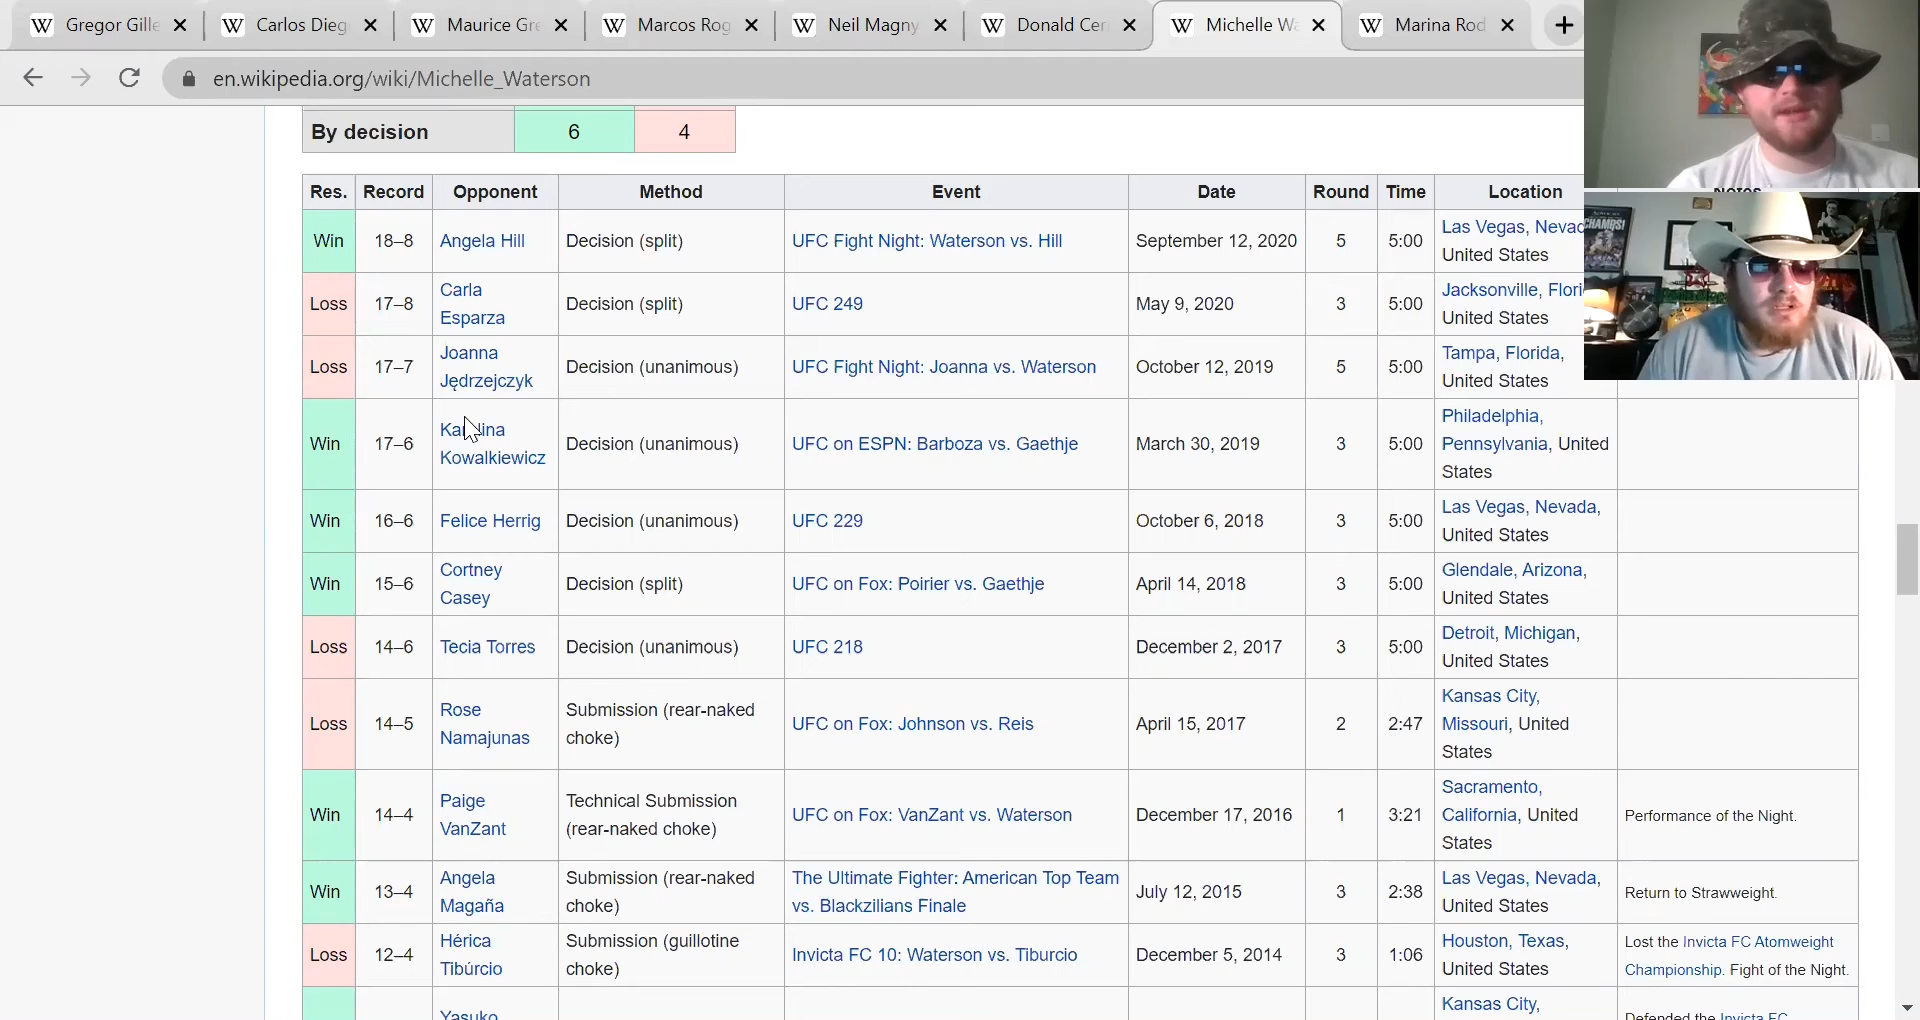 Gregor Gille
Carlos Dieg
Maurice Gre
Marcos Rog
Neil Magny
Donald Cer
Michelle Wa
Marina Rod
en.wikipedia.org/wiki/Michelle_Waterson
By decision 6 4
Res. Record Opponent Method Event Date Round Time Location
Win 18–8 Angela Hill Decision (split) UFC Fight Night: Waterson vs. Hill September 12, 2020 5 5:00 Las Vegas, Nevad
United States
Loss 17–8 Carla Decision (split) UFC 249 May 9, 2020 3 5:00 Jacksonville, Flori
Esparza United States
Loss 17–7 Joanna Decision (unanimous) UFC Fight Night: Joanna vs. Waterson October 12, 2019 5 5:00 Tampa, Florida,
Jędrzejczyk United States
Win 17–6 Decision (unanimous) UFC on ESPN: Barboza vs. Gaethje March 30, 2019 3 5:00 Philadelphia,
Kowalkiewicz Pennsylvania, United
States
Win 16–6 Felice Herrig Decision (unanimous) UFC 229 October 6, 2018 3 5:00 Las Vegas, Nevada,
United States
Win 15–6 Cortney Decision (split) UFC on Fox: Poirier vs. Gaethje April 14, 2018 3 5:00 Glendale, Arizona,
Casey United States
Loss 14–6 Tecia Torres Decision (unanimous) UFC 218 December 2, 2017 3 5:00 Detroit, Michigan,
United States
Loss 14–5 Rose Submission (rear-naked UFC on Fox: Johnson vs. Reis April 15, 2017 2 2:47 Kansas City,
Namajunas choke) Missouri, United
States
Win 14–4 Paige Technical Submission UFC on Fox: VanZant vs. Waterson December 17, 2016 1 3:21 Sacramento, Performance of the Night.
VanZant (rear-naked choke) California, United
States
Win 13–4 Angela Submission (rear-naked The Ultimate Fighter: American Top Team July 12, 2015 3 2:38 Las Vegas, Nevada, Return to Strawweight.
Magaña choke) vs. Blackzilians Finale United States
Loss 12–4 Hérica Submission (guillotine Invicta FC 10: Waterson vs. Tiburcio December 5, 2014 3 1:06 Houston, Texas, Lost the Invicta FC Atomweight
Tibúrcio choke) United States Championship. Fight of the Night.
Yasuko Kansas City, Defended the Invicta FC
CHAMPS!